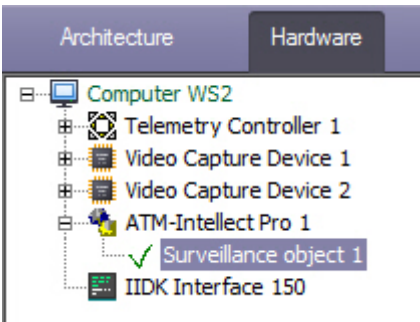 Architecture Hardware
Computer WS2
Telemetry Controller 1
Video Capture Device 1
Video Capture Device 2
ATM-Intellect Pro 1
Surveillance object 1
IIDK Interface 150